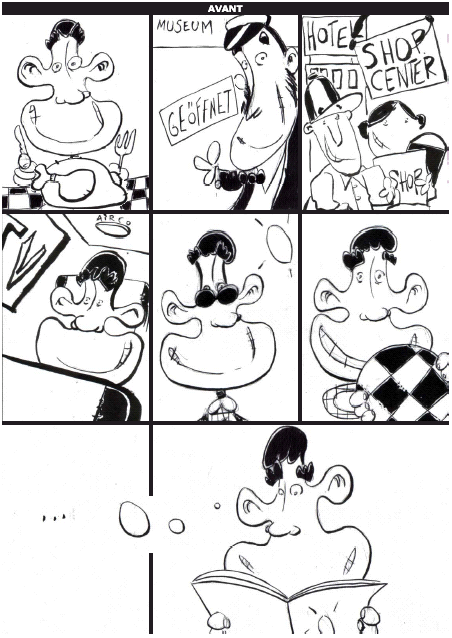 AVANT
MUSEUM
GEÖFFNET
HOTEL
SHOP
CENTER
SHOP
TV
AIRCO
....